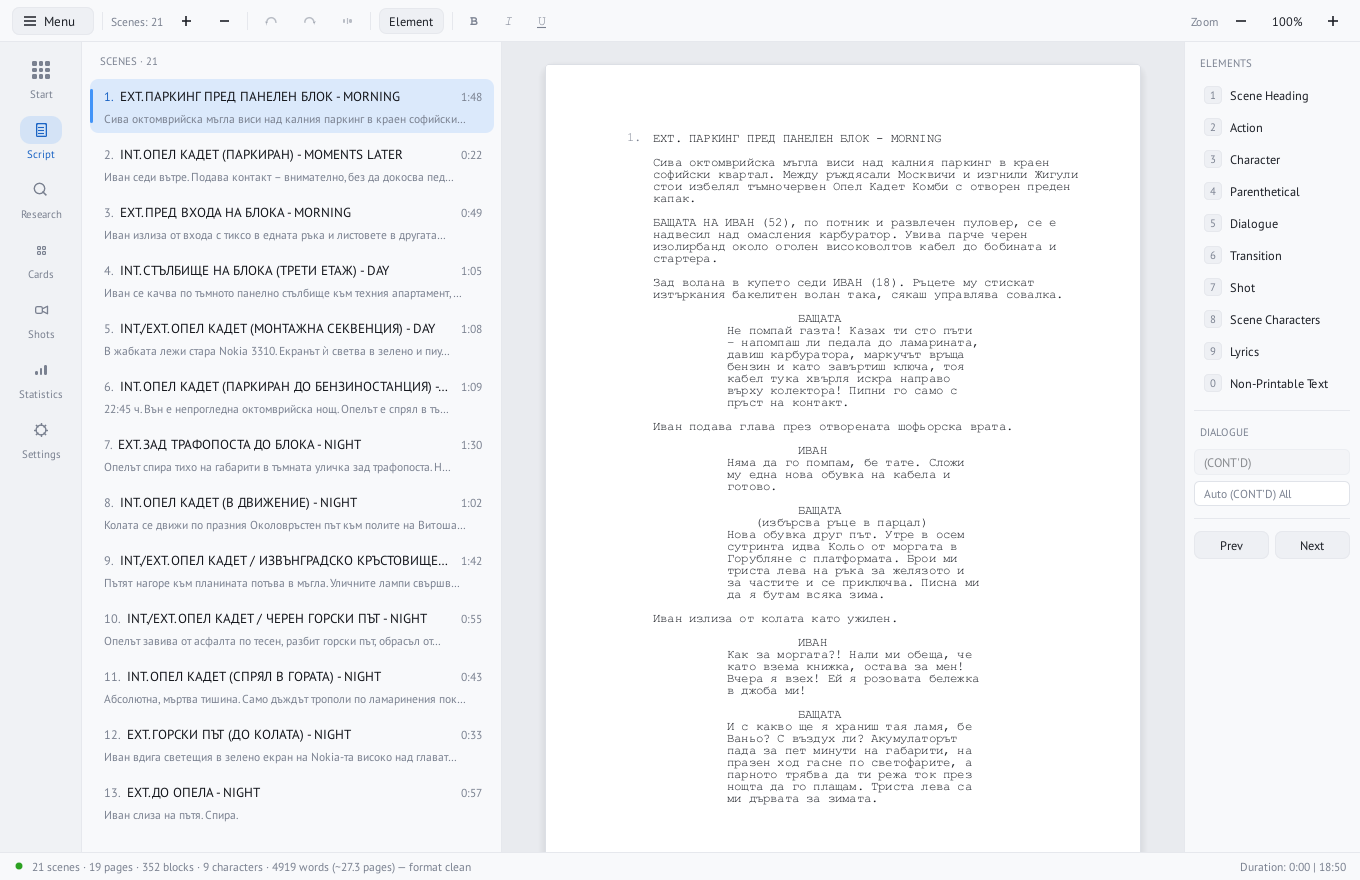 Menu
Scenes: 21
Element
B
I
U
Zoom
100%
Start
Script
Research
Cards
Shots
Statistics
Settings
SCENES · 21
1. EXT.ПАРКИНГ ПРЕД ПАНЕЛЕН БЛОК - MORNING 1:48
Сива октомврийска мъгла виси над калния паркинг в краен софийски...
2. INT.ОПЕЛ КАДЕТ (ПАРКИРАН) - MOMENTS LATER 0:22
Иван седи вътре. Подава контакт – внимателно, без да докосва пед...
3. EXT.ПРЕД ВХОДА НА БЛОКА - MORNING 0:49
Иван излиза от входа с тиксо в едната ръка и листовете в другата...
4. INT.СТЪЛБИЩЕ НА БЛОКА (ТРЕТИ ЕТАЖ) - DAY 1:05
Иван се качва по тъмното панелно стълбище към техния апартамент, ...
5. INT./EXT.ОПЕЛ КАДЕТ (МОНТАЖНА СЕКВЕНЦИЯ) - DAY 1:08
В жабката лежи стара Nokia 3310. Екранът ѝ светва в зелено и пиу...
6. INT.ОПЕЛ КАДЕТ (ПАРКИРАН ДО БЕНЗИНОСТАНЦИЯ) -... 1:09
22:45 ч. Вън е непрогледна октомврийска нощ. Опелът е спрял в тъ...
7. EXT.ЗАД ТРАФОПОСТА ДО БЛОКА - NIGHT 1:30
Опелът спира тихо на габарити в тъмната уличка зад трафопоста. Н...
8. INT.ОПЕЛ КАДЕТ (В ДВИЖЕНИЕ) - NIGHT 1:02
Колата се движи по празния Околовръстен път към полите на Витоша...
9. INT./EXT.ОПЕЛ КАДЕТ / ИЗВЪНГРАДСКО КРЪСТОВИЩЕ... 1:42
Пътят нагоре към планината потъва в мъгла. Уличните лампи свършв...
10. INT./EXT.ОПЕЛ КАДЕТ / ЧЕРЕН ГОРСКИ ПЪТ - NIGHT 0:55
Опелът завива от асфалта по тесен, разбит горски път, обрасъл от...
11. INT.ОПЕЛ КАДЕТ (СПРЯЛ В ГОРАТА) - NIGHT 0:43
Абсолютна, мъртва тишина. Само дъждът трополи по ламаринения пок...
12. EXT.ГОРСКИ ПЪТ (ДО КОЛАТА) - NIGHT 0:33
Иван вдига светещия в зелено екран на Nokia-та високо над глават...
13. EXT.ДО ОПЕЛА - NIGHT 0:57
Иван слиза на пътя. Спира.
1. EXT. ПАРКИНГ ПРЕД ПАНЕЛЕН БЛОК - MORNING
Сива октомврийска мъгла виси над калния паркинг в краен
софийски квартал. Между ръждясали Москвичи и изгнили Жигули
стои избелял тъмночервен Опел Кадет Комби с отворен преден
капак.
БАЩАТА НА ИВАН (52), по потник и развлечен пуловер, се е
надвесил над омасления карбуратор. Увива парче черен
изолирбанд около оголен високоволтов кабел до бобината и
стартера.
Зад волана в купето седи ИВАН (18). Ръцете му стискат
изтъркания бакелитен волан така, сякаш управлява совалка.
БАЩАТА
Не помпай газта! Казах ти сто пъти
– напомпаш ли педала до ламарината,
давиш карбуратора, маркучът връща
бензин и като завъртиш ключа, тоя
кабел тука хвърля искра направо
върху колектора! Пипни го само с
пръст на контакт.
Иван подава глава през отворената шофьорска врата.
ИВАН
Няма да го помпам, бе тате. Сложи
му една нова обувка на кабела и
готово.
БАЩАТА
(избърсва ръце в парцал)
Нова обувка друг път. Утре в осем
сутринта идва Кольо от моргата в
Горубляне с платформата. Брои ми
триста лева на ръка за желязото и
за частите и се приключва. Писна ми
да я бутам всяка зима.
Иван излиза от колата като ужилен.
ИВАН
Как за моргата?! Нали ми обеща, че
като взема книжка, остава за мен!
Вчера я взех! Ей я розовата бележка
в джоба ми!
БАЩАТА
И с какво ще я храниш тая ламя, бе
Ваньо? С въздух ли? Акумулаторът
пада за пет минути на габарити, на
празен ход гасне по светофарите, а
парното трябва да ти режа ток през
нощта да го плащам. Триста лева са
ми дървата за зимата.
ELEMENTS
1 Scene Heading
2 Action
3 Character
4 Parenthetical
5 Dialogue
6 Transition
7 Shot
8 Scene Characters
9 Lyrics
0 Non-Printable Text
DIALOGUE
(CONT'D)
Auto (CONT'D) All
Prev
Next
21 scenes · 19 pages · 352 blocks · 9 characters · 4919 words (~27.3 pages) — format clean
Duration: 0:00 | 18:50